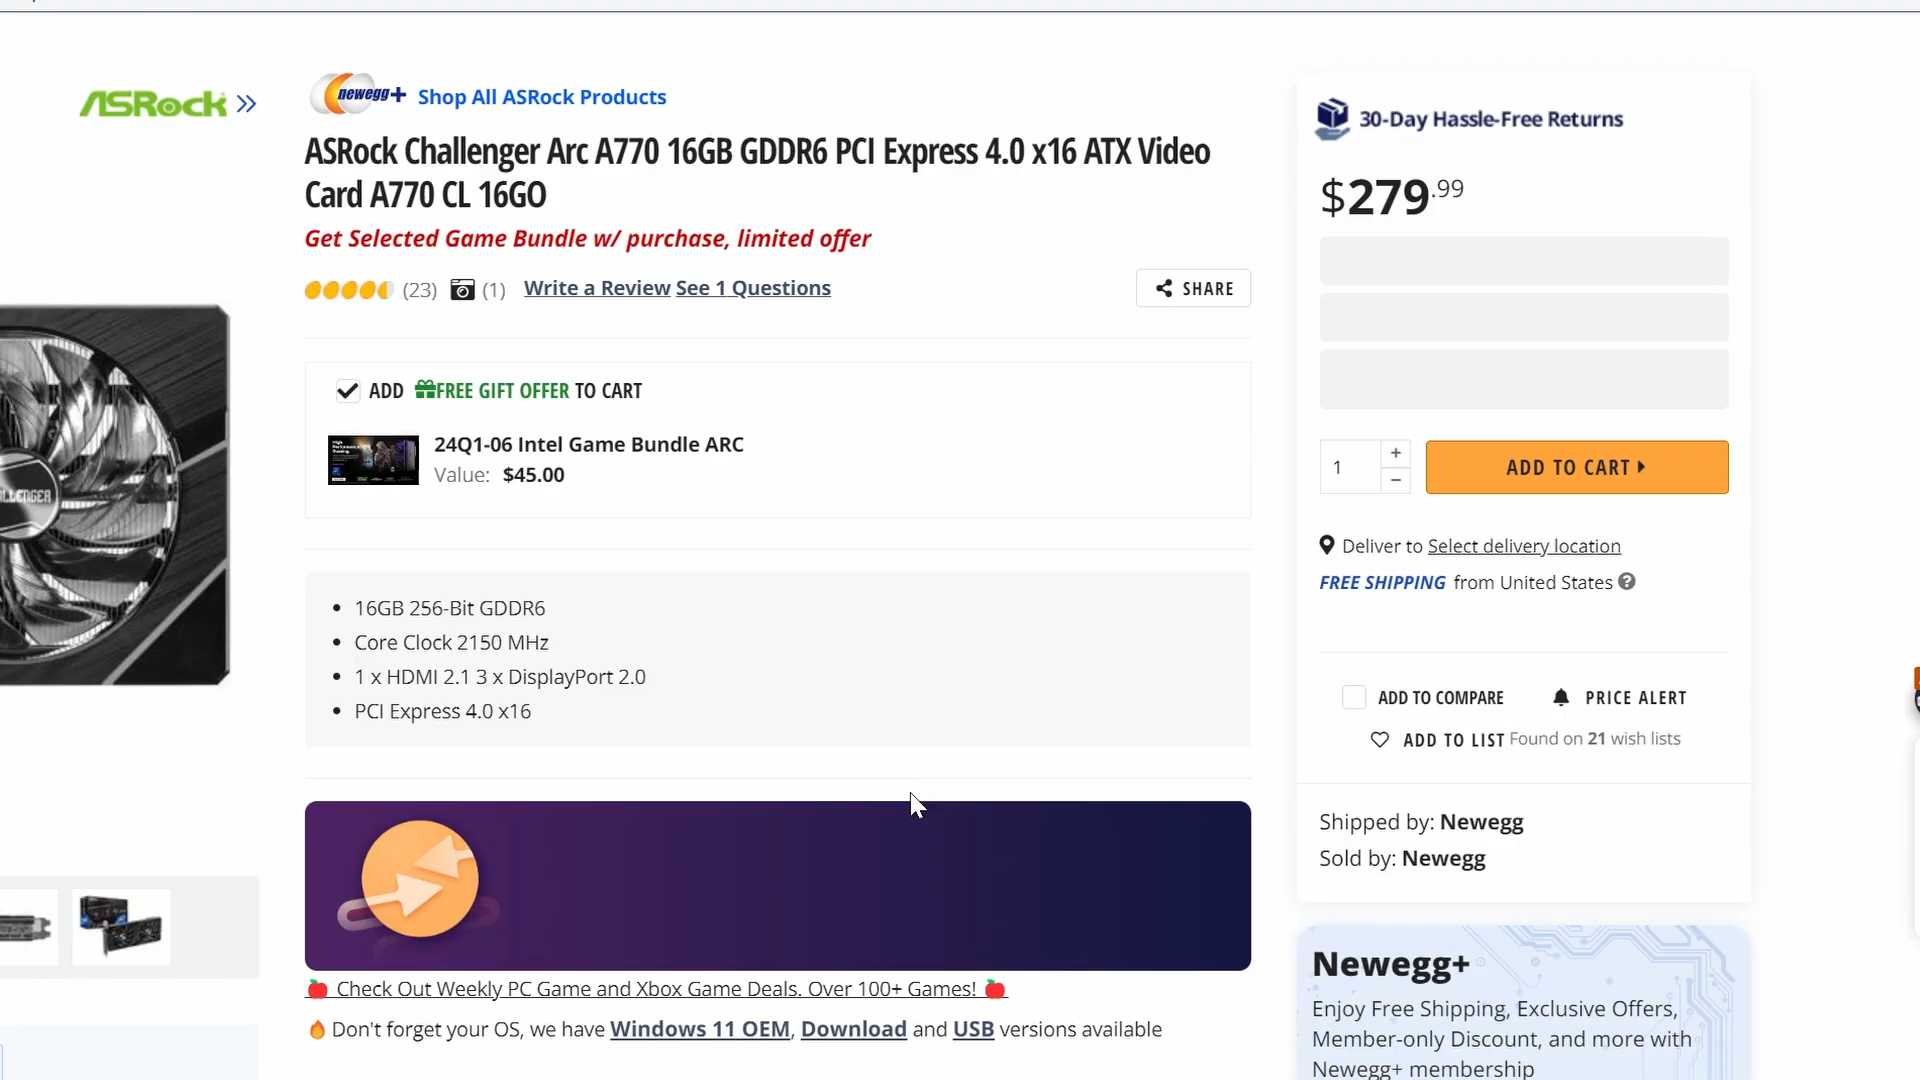 ASRock
newegg+ Shop All ASRock Products
ASRock Challenger Arc A770 16GB GDDR6 PCI Express 4.0 x16 ATX Video
Card A770 CL 16GO
Get Selected Game Bundle w/ purchase, limited offer
(23) (1) Write a Review See 1 Questions
SHARE
ADD FREE GIFT OFFER TO CART
24Q1-06 Intel Game Bundle ARC
Value: $45.00
16GB 256-Bit GDDR6
Core Clock 2150 MHz
1 x HDMI 2.1 3 x DisplayPort 2.0
PCI Express 4.0 x16
Check Out Weekly PC Game and Xbox Game Deals. Over 100+ Games!
Don't forget your OS, we have Windows 11 OEM, Download and USB versions available
30-Day Hassle-Free Returns
$279.99
1 + −
ADD TO CART
Deliver to Select delivery location
FREE SHIPPING from United States ?
ADD TO COMPARE PRICE ALERT
ADD TO LIST Found on 21 wish lists
Shipped by: Newegg
Sold by: Newegg
Newegg+
Enjoy Free Shipping, Exclusive Offers,
Member-only Discount, and more with
Newegg+ membership